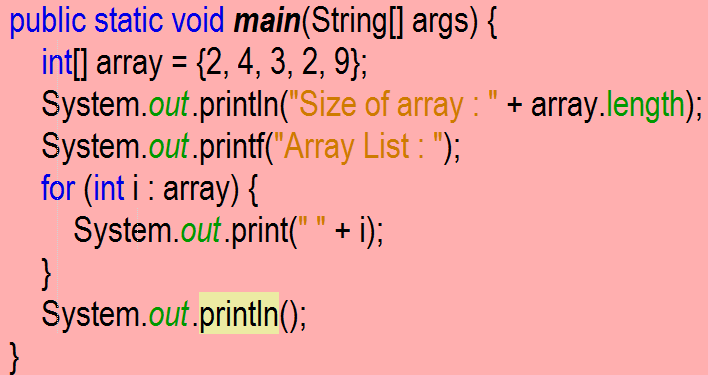 public static void main(String[] args) {
int[] array = {2, 4, 3, 2, 9};
System.out.println("Size of array : " + array.length);
System.out.printf("Array List : ");
for (int i : array) {
System.out.print(" " + i);
}
System.out.println();
}